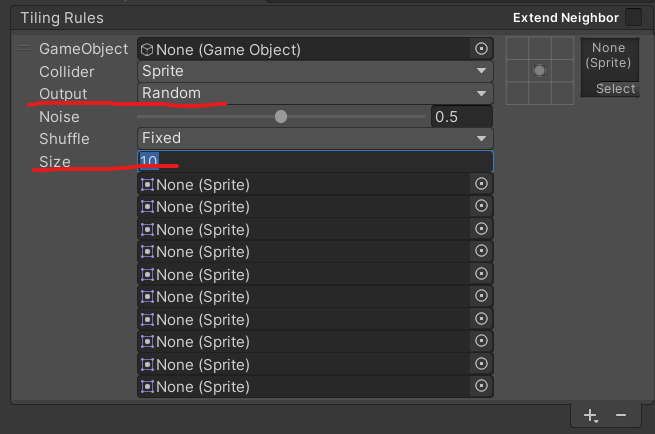 Tiling Rules Extend Neighbor
GameObject None (Game Object)
Collider Sprite
Output Random
Noise 0.5
Shuffle Fixed
Size 10
None (Sprite)
None (Sprite)
None (Sprite)
None (Sprite)
None (Sprite)
None (Sprite)
None (Sprite)
None (Sprite)
None (Sprite)
None (Sprite)
None
(Sprite)
Select